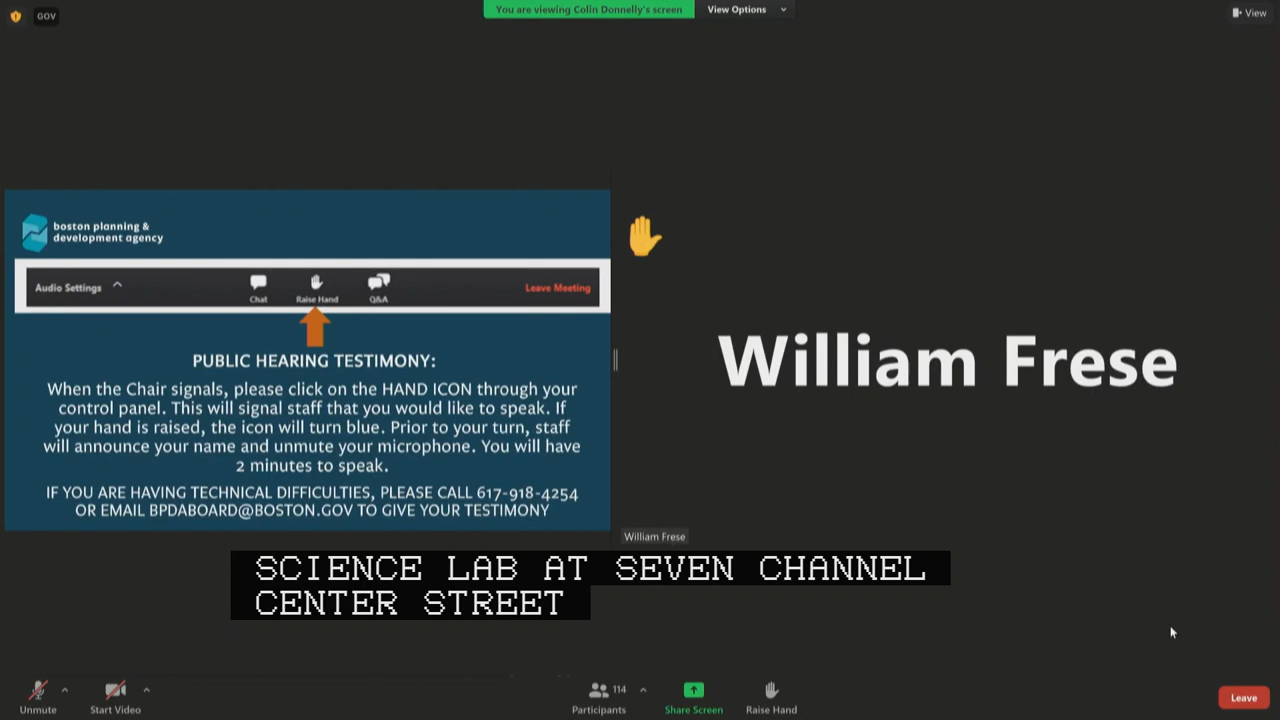 GOV
You are viewing Colin Donnelly's screen
View Options
View
boston planning &
development agency
Audio Settings
Chat
Raise Hand
Q&A
Leave Meeting
PUBLIC HEARING TESTIMONY:
When the Chair signals, please click on the HAND ICON through your
control panel. This will signal staff that you would like to speak. If
your hand is raised, the icon will turn blue. Prior to your turn, staff
will announce your name and unmute your microphone. You will have
2 minutes to speak.
IF YOU ARE HAVING TECHNICAL DIFFICULTIES, PLEASE CALL 617-918-4254
OR EMAIL BPDABOARD@BOSTON.GOV TO GIVE YOUR TESTIMONY
William Frese
William Frese
SCIENCE LAB AT SEVEN CHANNEL
CENTER STREET
Unmute
Start Video
114
Participants
Share Screen
Raise Hand
Leave